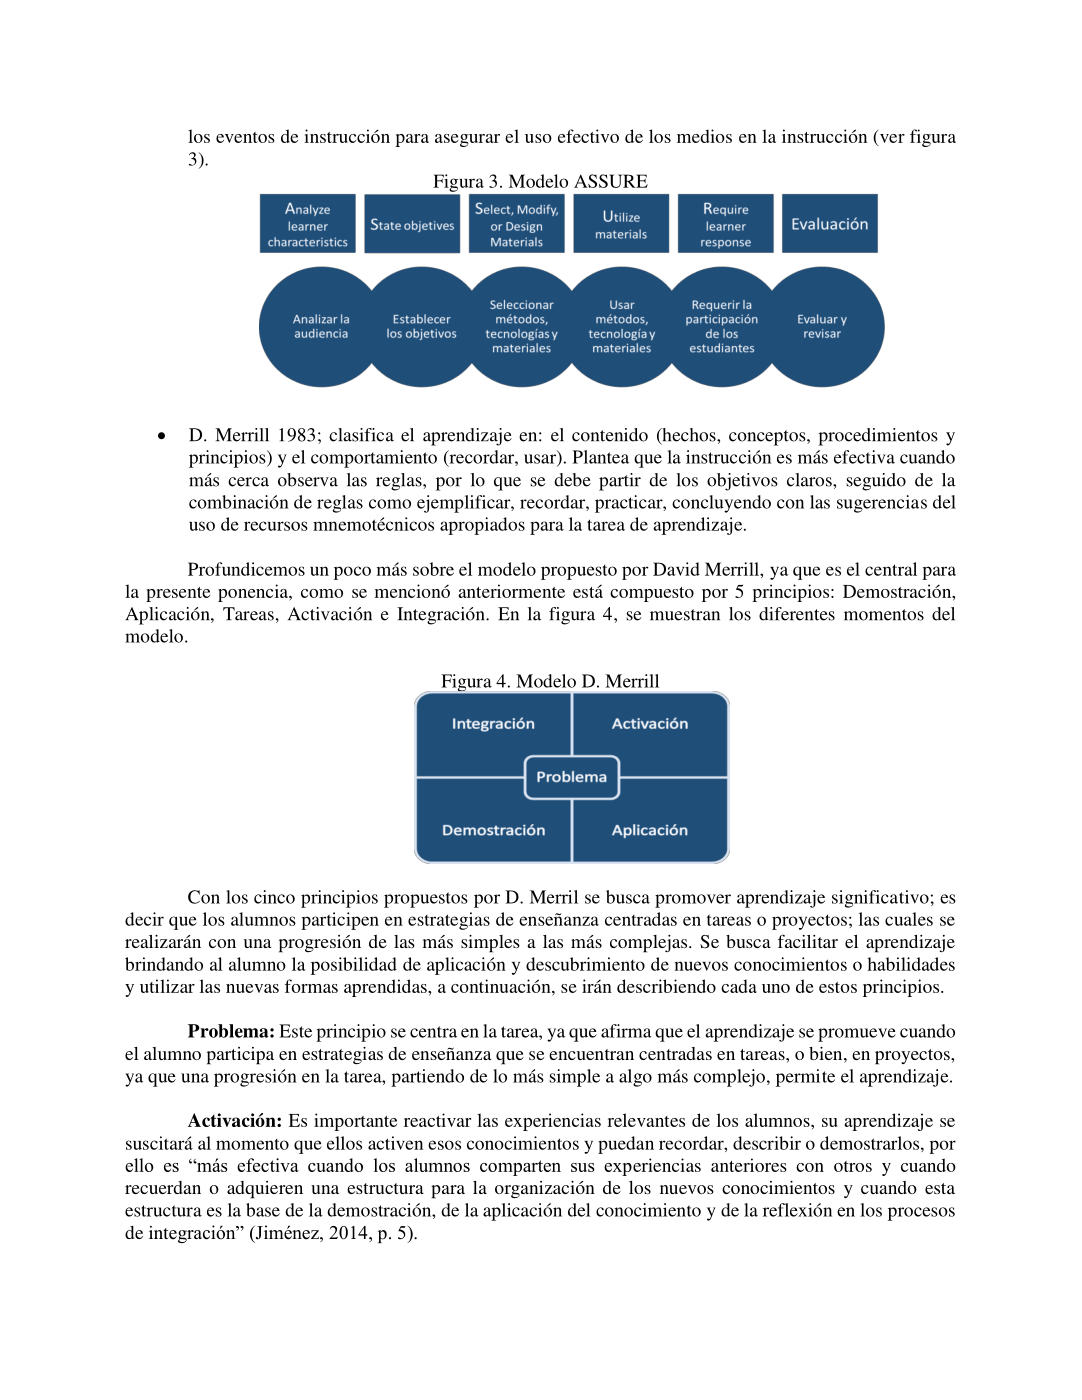 los eventos de instrucción para asegurar el uso efectivo de los medios en la instrucción (ver figura
3).
Figura 3. Modelo ASSURE
Analyze
learner
characteristics
State objetives
Select, Modify,
or Design
Materials
Utilize
materials
Require
learner
response
Evaluación
Analizar la
audiencia
Establecer
los objetivos
Seleccionar
métodos,
tecnologías y
materiales
Usar
métodos,
tecnología y
materiales
Requerir la
participación
de los
estudiantes
Evaluar y
revisar
• D. Merrill 1983; clasifica el aprendizaje en: el contenido (hechos, conceptos, procedimientos y
principios) y el comportamiento (recordar, usar). Plantea que la instrucción es más efectiva cuando
más cerca observa las reglas, por lo que se debe partir de los objetivos claros, seguido de la
combinación de reglas como ejemplificar, recordar, practicar, concluyendo con las sugerencias del
uso de recursos mnemotécnicos apropiados para la tarea de aprendizaje.
Profundicemos un poco más sobre el modelo propuesto por David Merrill, ya que es el central para
la presente ponencia, como se mencionó anteriormente está compuesto por 5 principios: Demostración,
Aplicación, Tareas, Activación e Integración. En la figura 4, se muestran los diferentes momentos del
modelo.
Figura 4. Modelo D. Merrill
Integración
Activación
Problema
Demostración
Aplicación
Con los cinco principios propuestos por D. Merril se busca promover aprendizaje significativo; es
decir que los alumnos participen en estrategias de enseñanza centradas en tareas o proyectos; las cuales se
realizarán con una progresión de las más simples a las más complejas. Se busca facilitar el aprendizaje
brindando al alumno la posibilidad de aplicación y descubrimiento de nuevos conocimientos o habilidades
y utilizar las nuevas formas aprendidas, a continuación, se irán describiendo cada uno de estos principios.
Problema: Este principio se centra en la tarea, ya que afirma que el aprendizaje se promueve cuando
el alumno participa en estrategias de enseñanza que se encuentran centradas en tareas, o bien, en proyectos,
ya que una progresión en la tarea, partiendo de lo más simple a algo más complejo, permite el aprendizaje.
Activación: Es importante reactivar las experiencias relevantes de los alumnos, su aprendizaje se
suscitará al momento que ellos activen esos conocimientos y puedan recordar, describir o demostrarlos, por
ello es “más efectiva cuando los alumnos comparten sus experiencias anteriores con otros y cuando
recuerdan o adquieren una estructura para la organización de los nuevos conocimientos y cuando esta
estructura es la base de la demostración, de la aplicación del conocimiento y de la reflexión en los procesos
de integración” (Jiménez, 2014, p. 5).